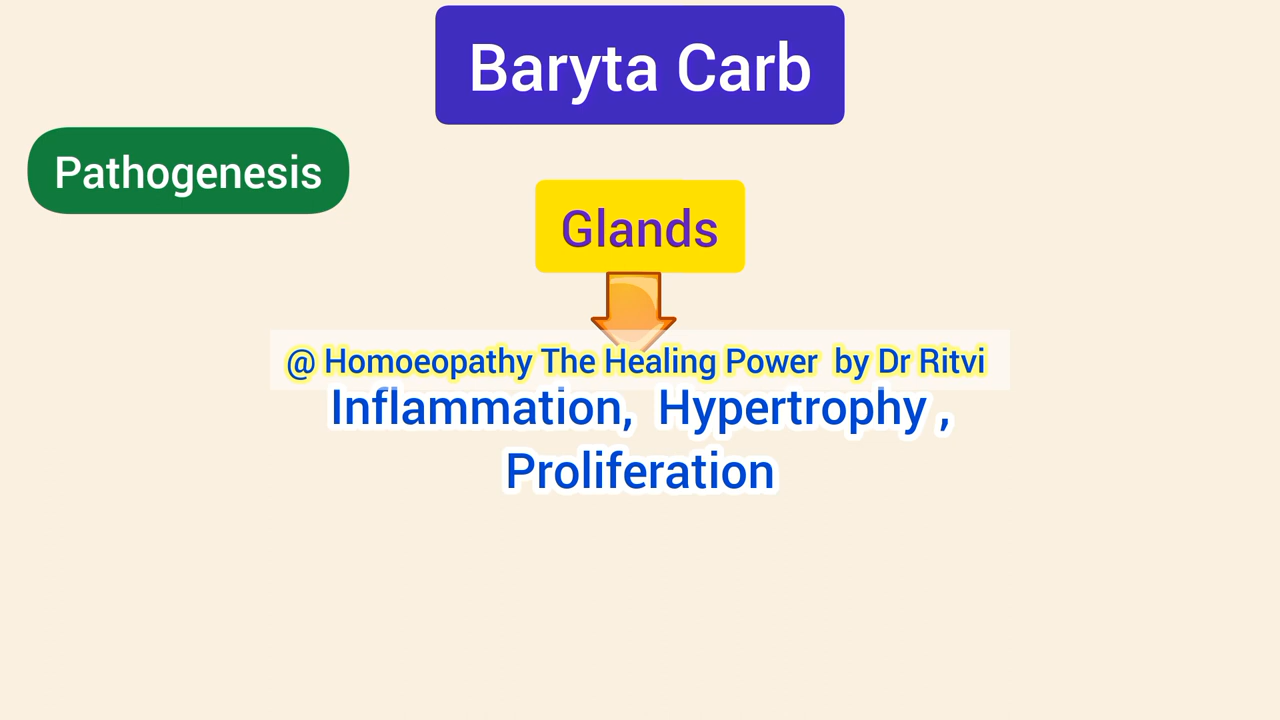 Baryta Carb
Pathogenesis
Glands
@ Homoeopathy The Healing Power by Dr Ritvi
Inflammation, Hypertrophy ,
Proliferation